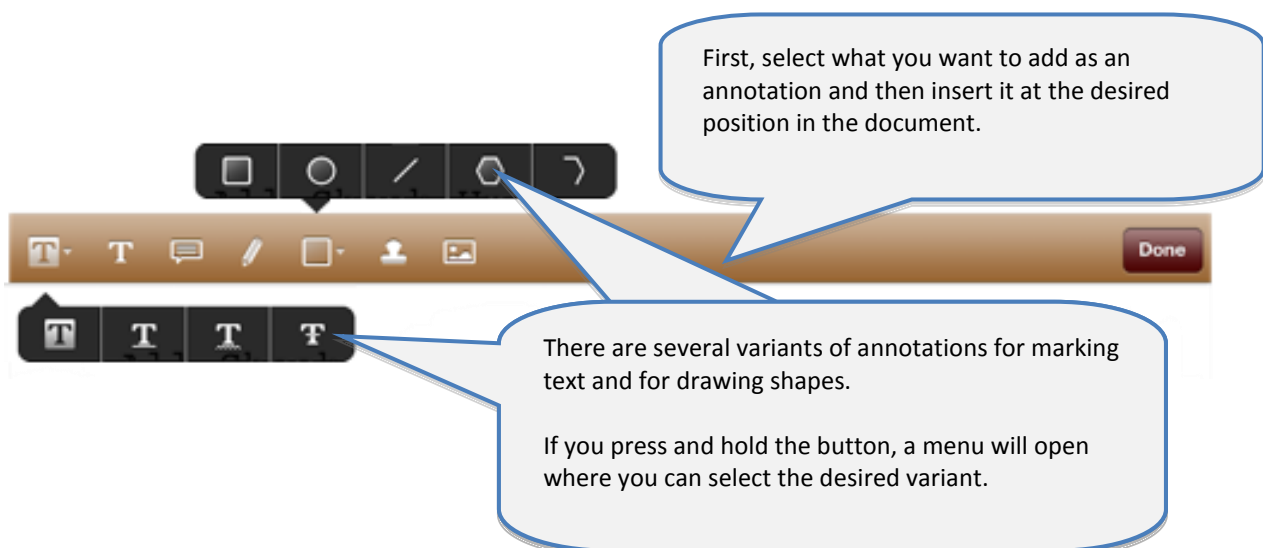 First, select what you want to add as an
annotation and then insert it at the desired
position in the document.
T
T
Done
T
T
T
T
There are several variants of annotations for marking
text and for drawing shapes.
If you press and hold the button, a menu will open
where you can select the desired variant.